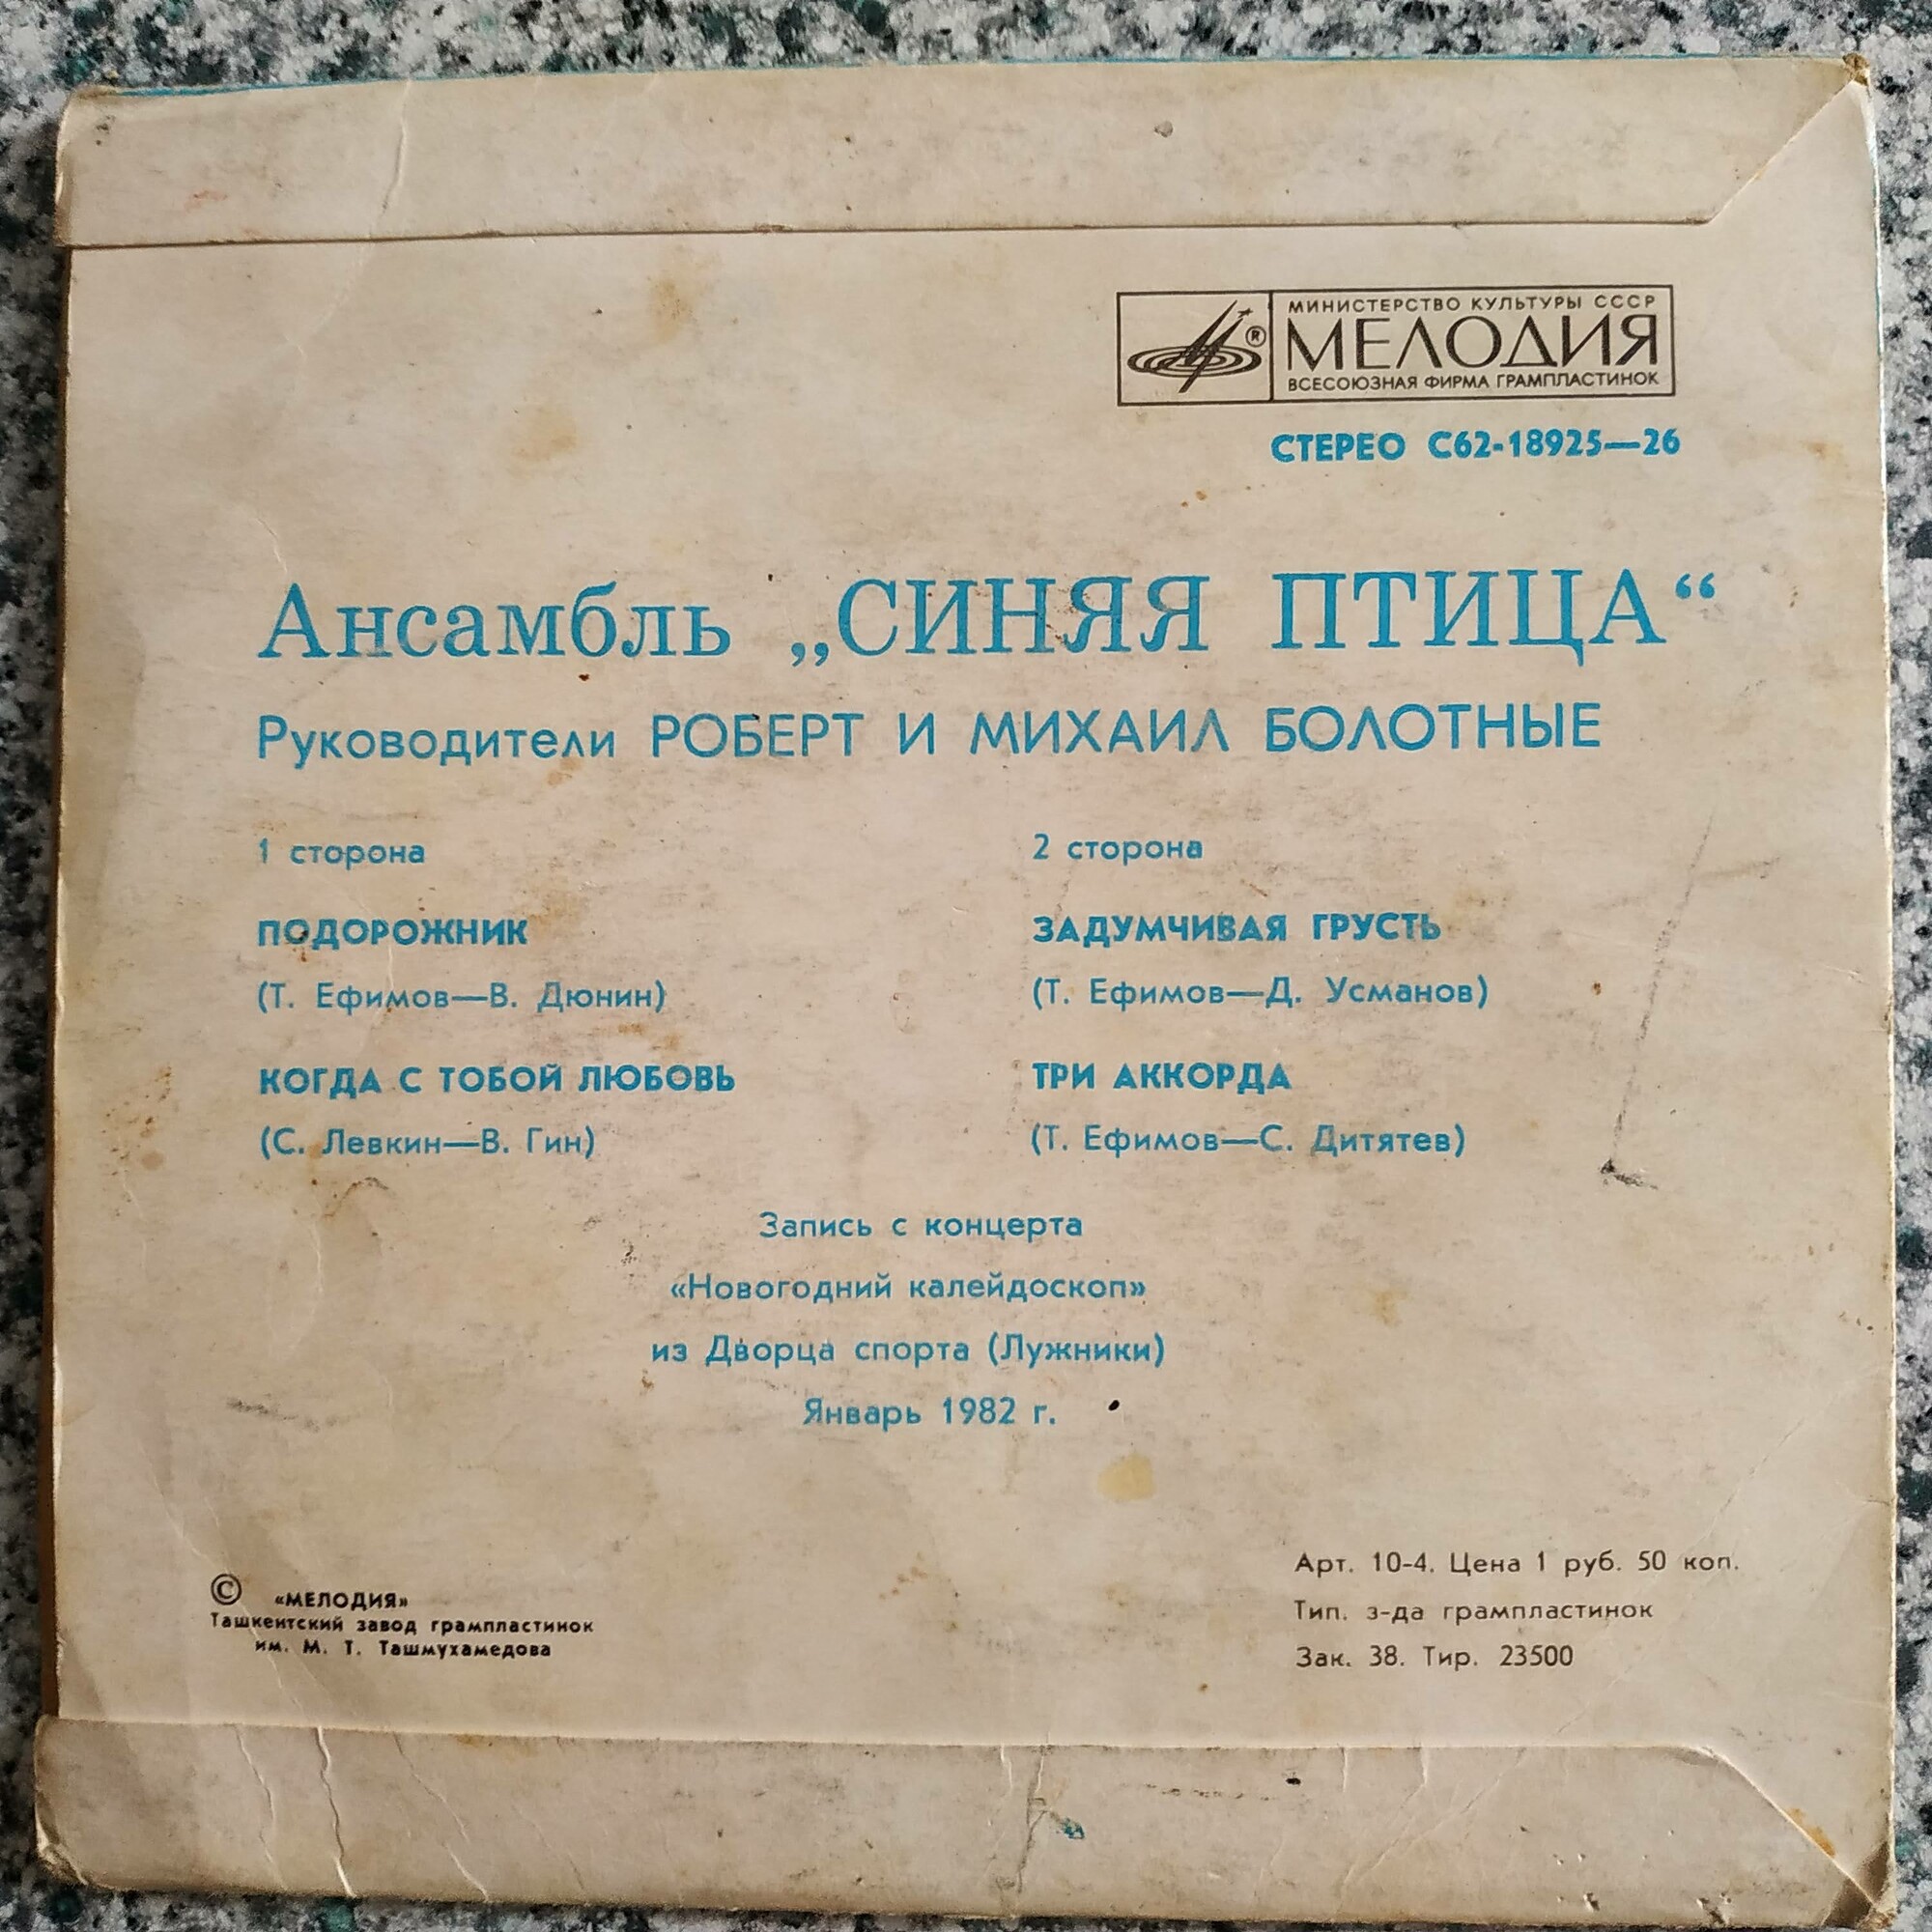 МИНИСТЕРСТВО КУЛЬТУРЫ СССР
МЕЛОДИЯ
ВСЕСОЮЗНАЯ ФИРМА ГРАМПЛАСТИНОК
®
СТЕРЕО С62-18925—26
Ансамбль „СИНЯЯ ПТИЦА“
Руководители РОБЕРТ И МИХАИЛ БОЛОТНЫЕ
1 сторона
ПОДОРОЖНИК
(Т. Ефимов—В. Дюнин)
КОГДА С ТОБОЙ ЛЮБОВЬ
(С. Левкин—В. Гин)
2 сторона
ЗАДУМЧИВАЯ ГРУСТЬ
(Т. Ефимов—Д. Усманов)
ТРИ АККОРДА
(Т. Ефимов—С. Дитятев)
Запись с концерта
«Новогодний калейдоскоп»
из Дворца спорта (Лужники)
Январь 1982 г.
© «МЕЛОДИЯ»
Ташкентский завод грампластинок
им. М. Т. Ташмухамедова
Арт. 10-4. Цена 1 руб. 50 коп.
Тип. з-да грампластинок
Зак. 38. Тир. 23500